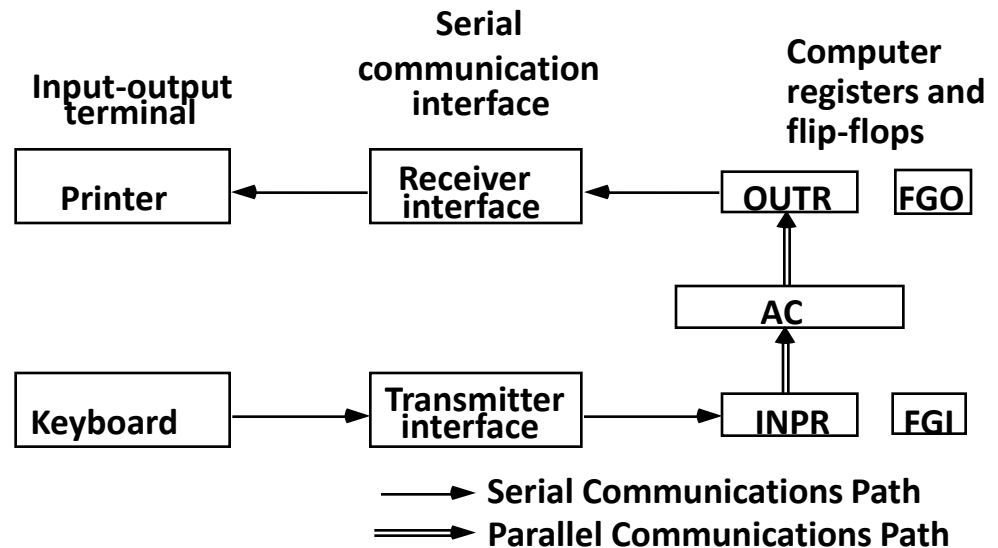 Input-output
terminal
Serial
communication
interface
Computer
registers and
flip-flops
Printer
Receiver
interface
OUTR
FGO
AC
Keyboard
Transmitter
interface
INPR
FGI
Serial Communications Path
Parallel Communications Path